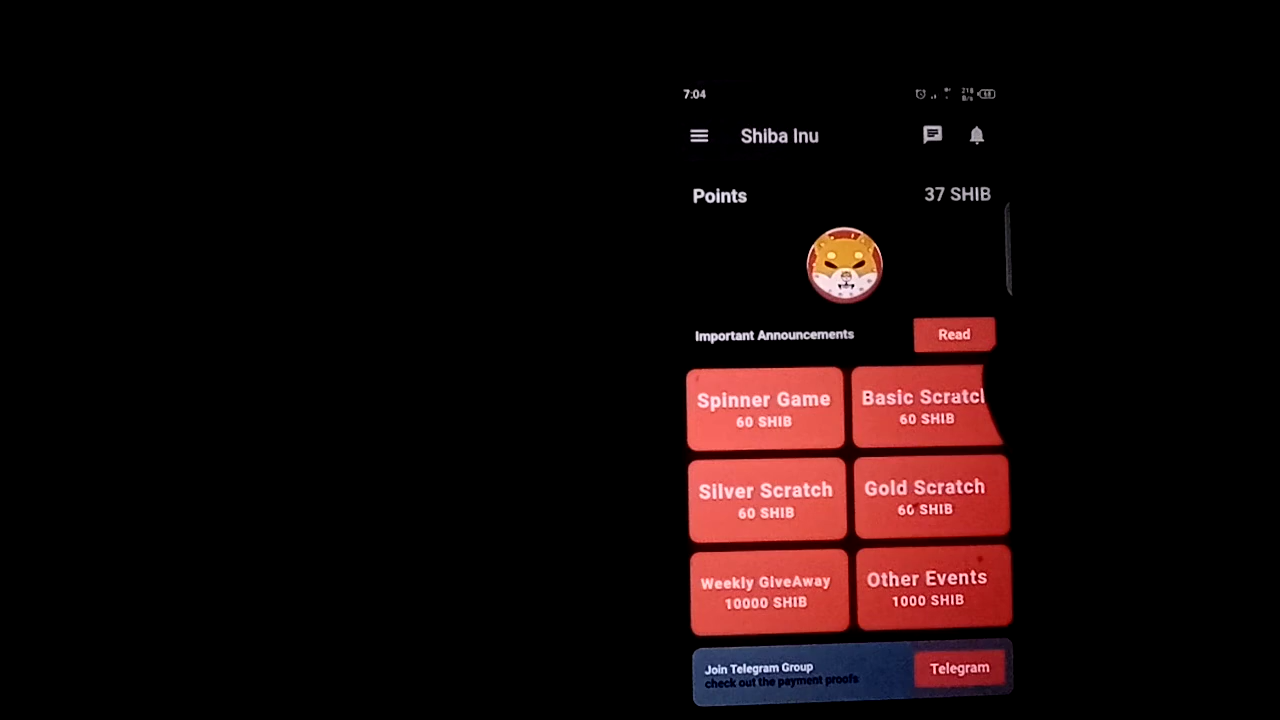 7:04
218
B/s
68
Shiba Inu
Points
37 SHIB
Important Announcements
Read
Spinner Game
60 SHIB
Basic Scratc
60 SHIB
Silver Scratch
60 SHIB
Gold Scratch
60 SHIB
Weekly GiveAway
10000 SHIB
Other Events
1000 SHIB
Join Telegram Group
check out the payment proofs
Telegram